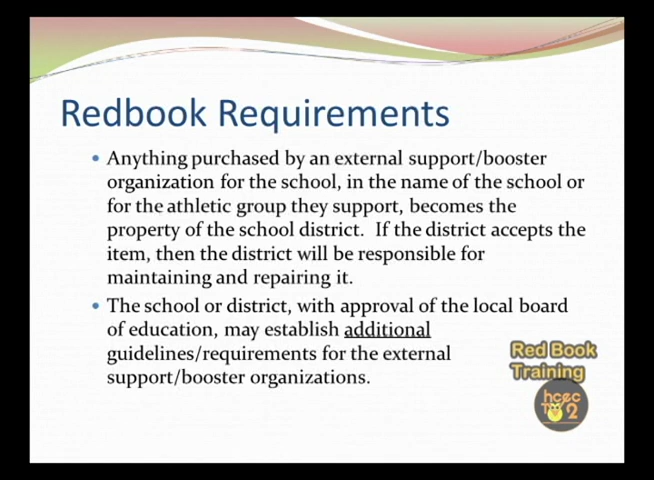 Redbook Requirements
• Anything purchased by an external support/booster
organization for the school, in the name of the school or
for the athletic group they support, becomes the
property of the school district. If the district accepts the
item, then the district will be responsible for
maintaining and repairing it.
• The school or district, with approval of the local board
of education, may establish additional
guidelines/requirements for the external
support/booster organizations.
Red Book
Training
hcec
TV 2